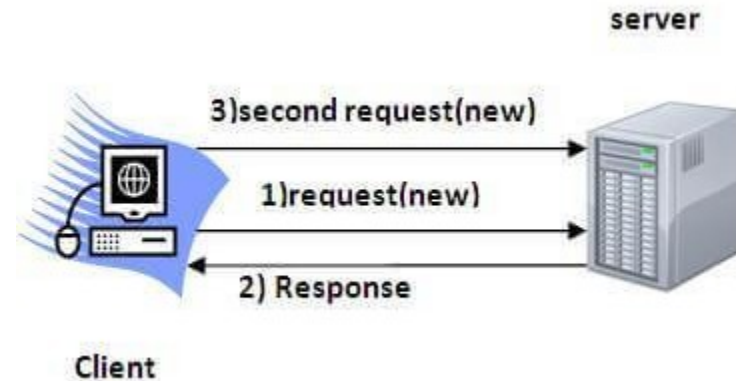 server
3)second request(new)
1)request(new)
2) Response
Client